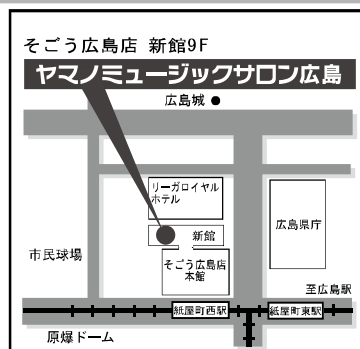 そごう広島店 新館9F
ヤマノミュージックサロン広島
広島城
リーガロイヤル
ホテル
新館
広島県庁
市民球場
そごう広島店
本館
至広島駅
紙屋町西駅
紙屋町東駅
原爆ドーム